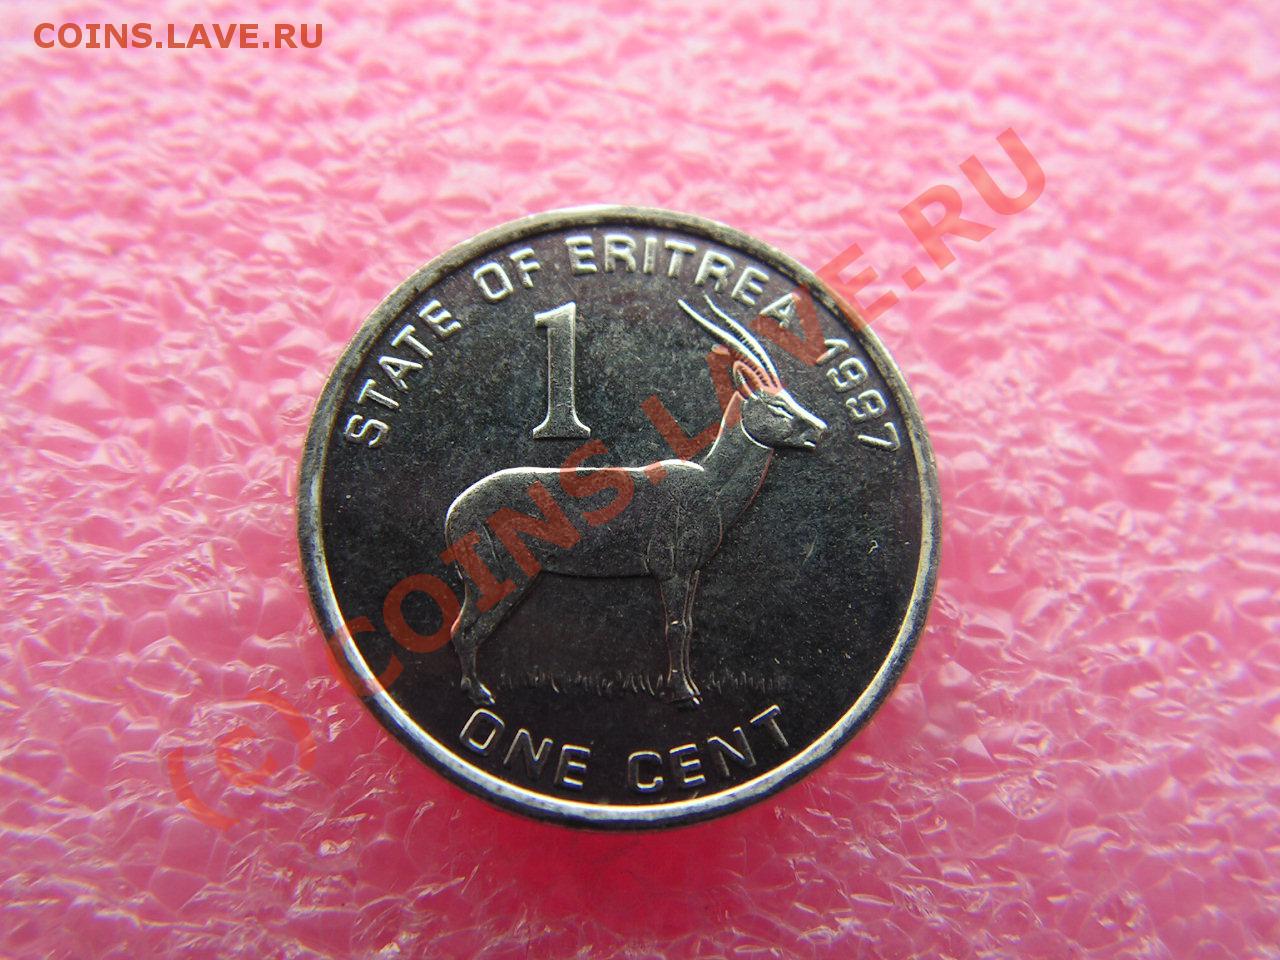 COINS.LAVE.RU
STATE OF ERITREA 1997
1
ONE CENT
(c) COINS.LAVE.RU